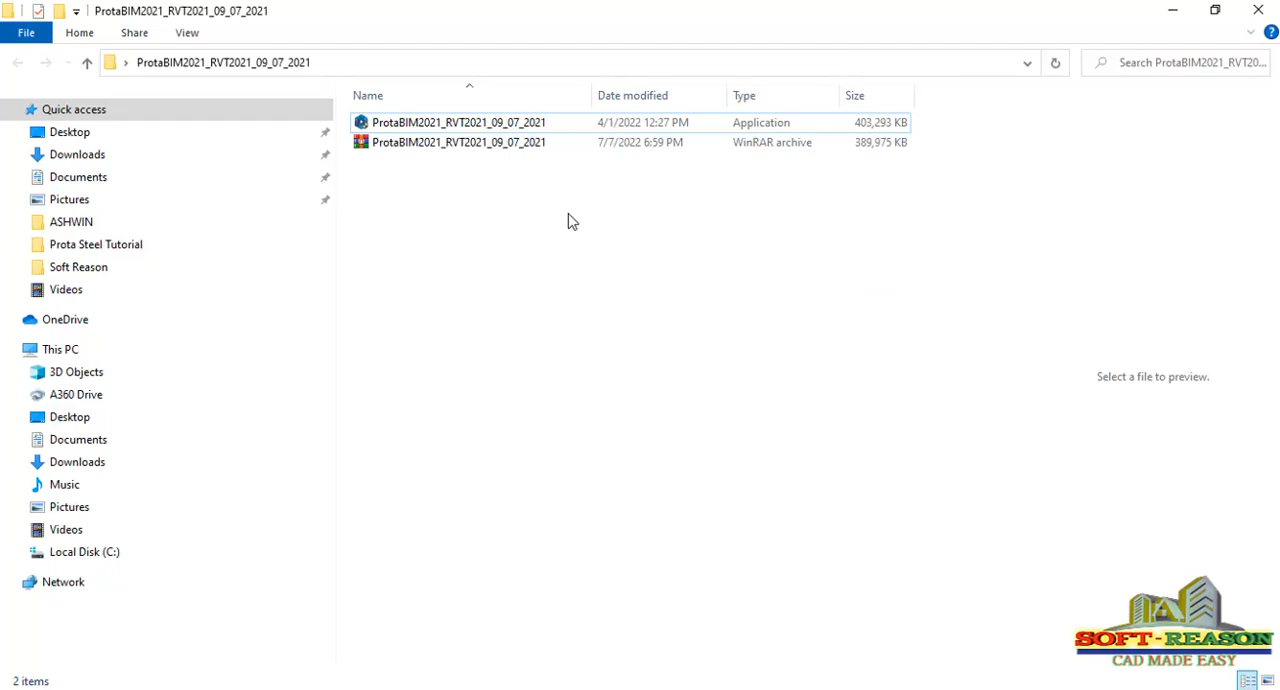 ProtaBIM2021_RVT2021_09_07_2021
File Home Share View
ProtaBIM2021_RVT2021_09_07_2021 Search ProtaBIM2021_RVT20...
Name Date modified Type Size
ProtaBIM2021_RVT2021_09_07_2021 4/1/2022 12:27 PM Application 403,293 KB
ProtaBIM2021_RVT2021_09_07_2021 7/7/2022 6:59 PM WinRAR archive 389,975 KB
Quick access
Desktop
Downloads
Documents
Pictures
ASHWIN
Prota Steel Tutorial
Soft Reason
Videos
OneDrive
This PC
3D Objects
A360 Drive
Desktop
Documents
Downloads
Music
Pictures
Videos
Local Disk (C:)
Network
Select a file to preview.
SOFT-REASON
CAD MADE EASY
2 items